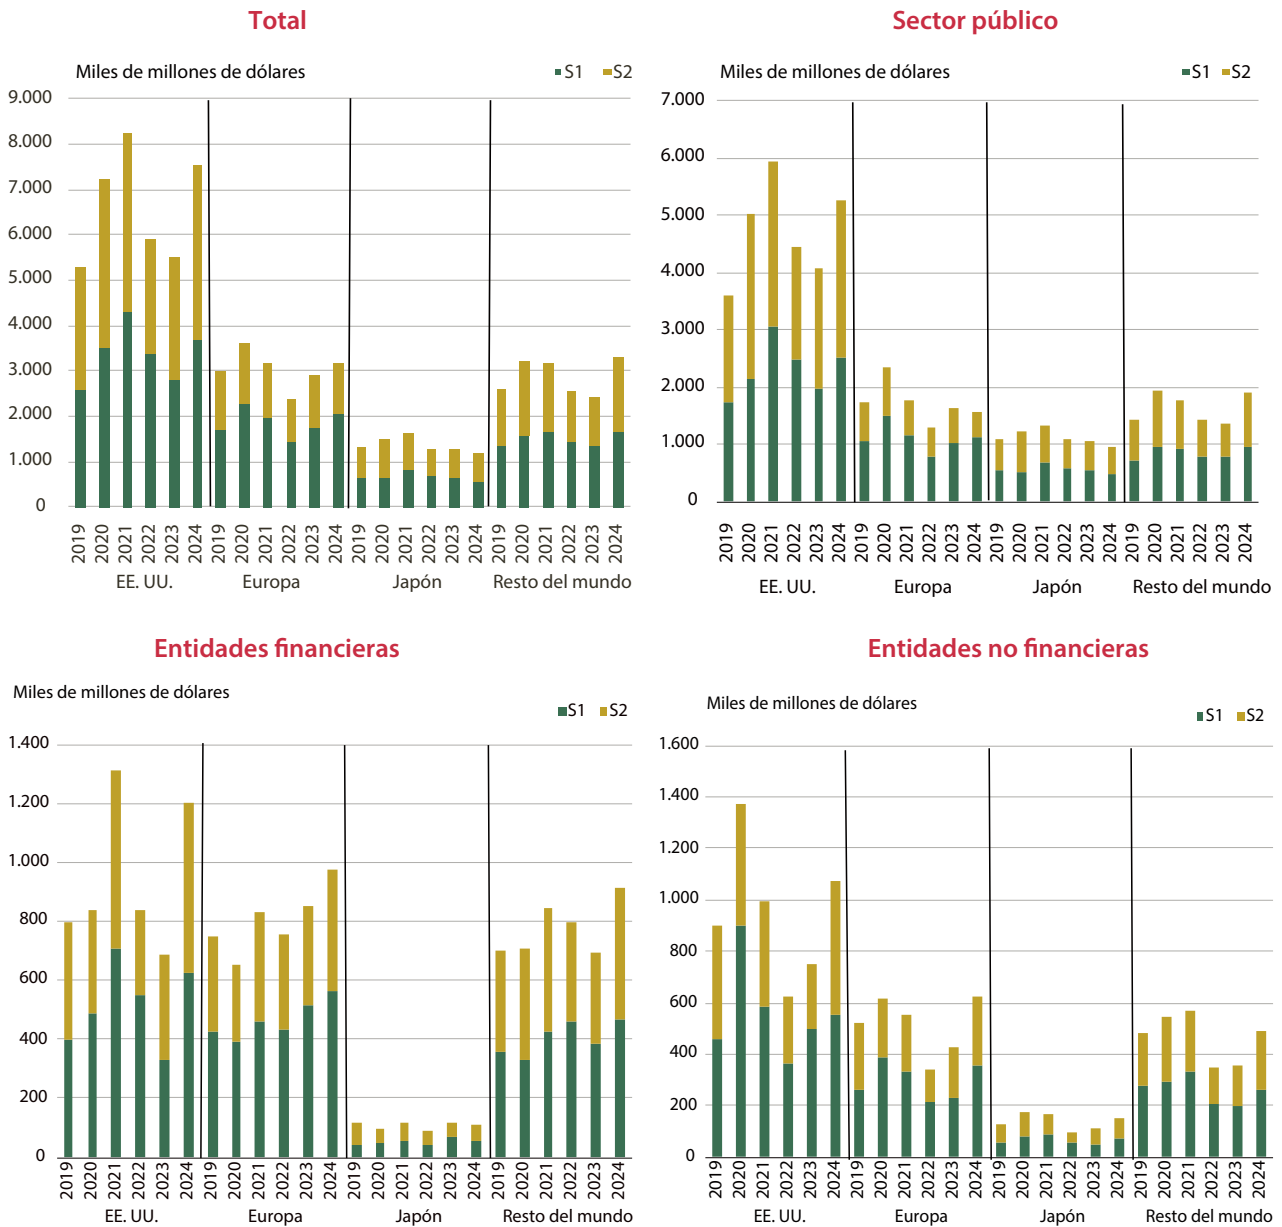 Total
Miles de millones de dólares
S1 S2
9.000
8.000
7.000
6.000
5.000
4.000
3.000
2.000
1.000
0
2019 2020 2021 2022 2023 2024 2019 2020 2021 2022 2023 2024 2019 2020 2021 2022 2023 2024 2019 2020 2021 2022 2023 2024
EE. UU. Europa Japón Resto del mundo
Sector público
Miles de millones de dólares
S1 S2
7.000
6.000
5.000
4.000
3.000
2.000
1.000
0
2019 2020 2021 2022 2023 2024 2019 2020 2021 2022 2023 2024 2019 2020 2021 2022 2023 2024 2019 2020 2021 2022 2023 2024
EE. UU. Europa Japón Resto del mundo
Entidades financieras
Miles de millones de dólares
S1 S2
1.400
1.200
1.000
800
600
400
200
0
2019 2020 2021 2022 2023 2024 2019 2020 2021 2022 2023 2024 2019 2020 2021 2022 2023 2024 2019 2020 2021 2022 2023 2024
EE. UU. Europa Japón Resto del mundo
Entidades no financieras
Miles de millones de dólares
S1 S2
1.600
1.400
1.200
1.000
800
600
400
200
0
2019 2020 2021 2022 2023 2024 2019 2020 2021 2022 2023 2024 2019 2020 2021 2022 2023 2024 2019 2020 2021 2022 2023 2024
EE. UU. Europa Japón Resto del mundo